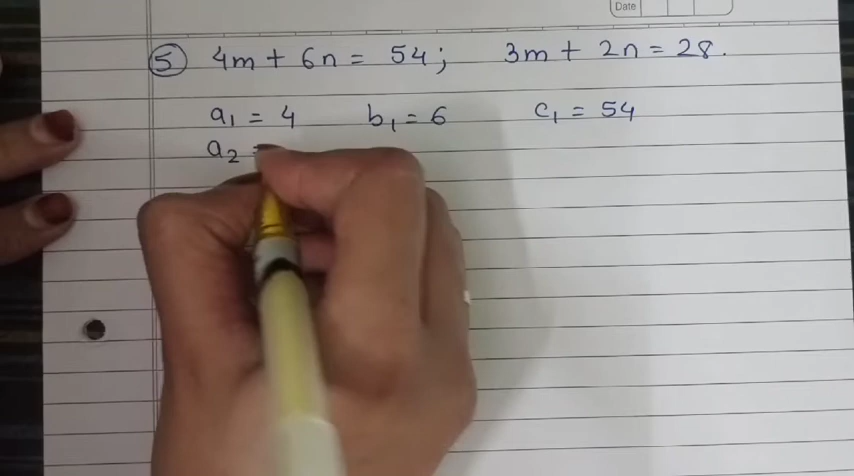 Date
⑤ 4m + 6n = 54; 3m + 2n = 28.
a₁ = 4 b₁ = 6 c₁ = 54
a₂ =